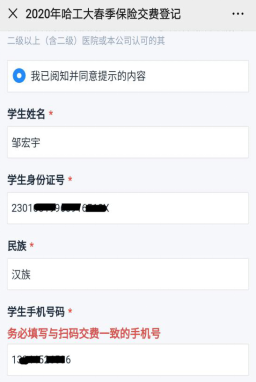 2020年哈工大春季保险交费登记
二级以上（含二级）医院或本公司认可的其
我已阅知并同意提示的内容
学生姓名 *
邹宏宇
学生身份证号 *
2301
民族 *
汉族
学生手机号码 *
务必填写与扫码交费一致的手机号